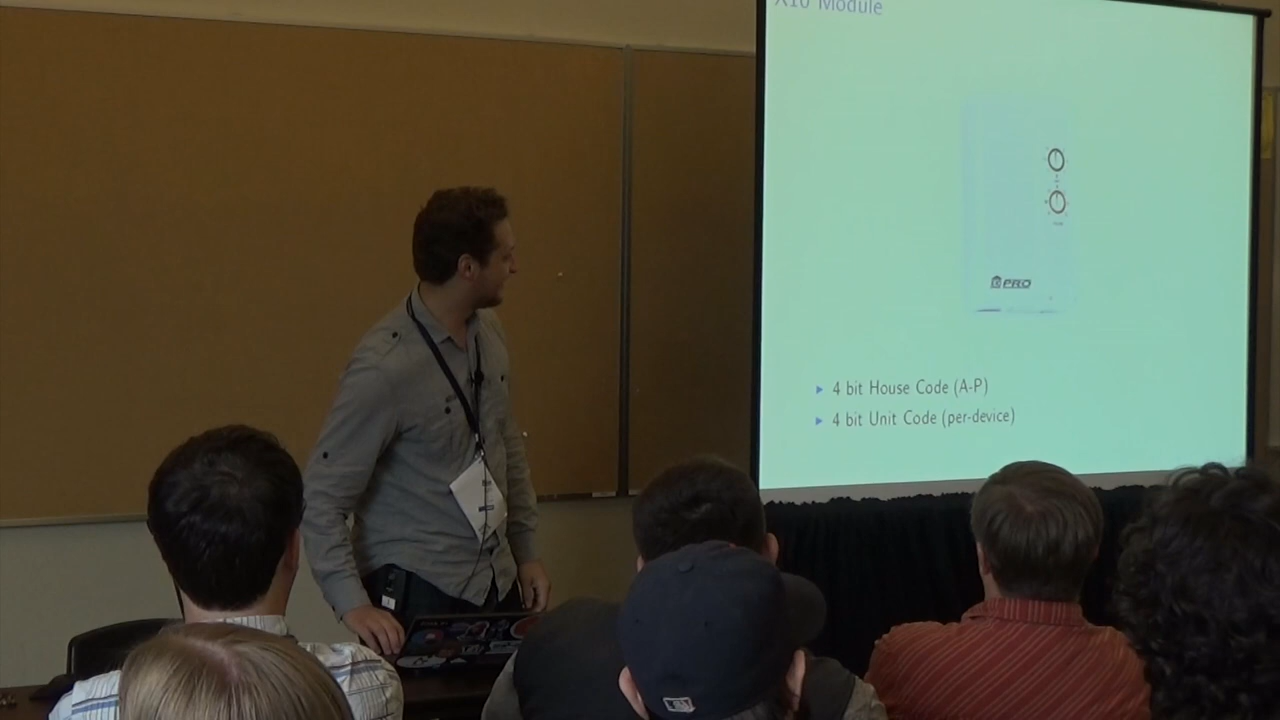 X10 Module
PRO
▸ 4 bit House Code (A-P)
▸ 4 bit Unit Code (per-device)